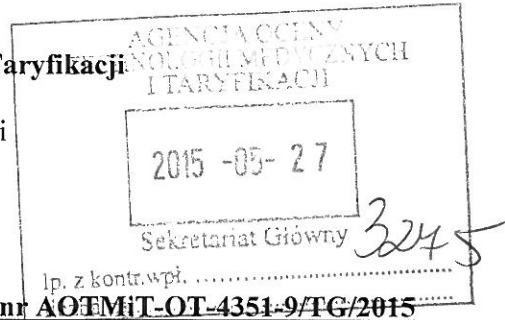 AGENCJA OCENY
Taryfikacji
TECHNOLOGII MEDYCZNYCH
I TARYFIKACJI
i
2015 -05- 27
Sekretariat Główny
3245
lp. z kontr. wpł.
nr AOTMiT-OT-4351-9/TG/2015